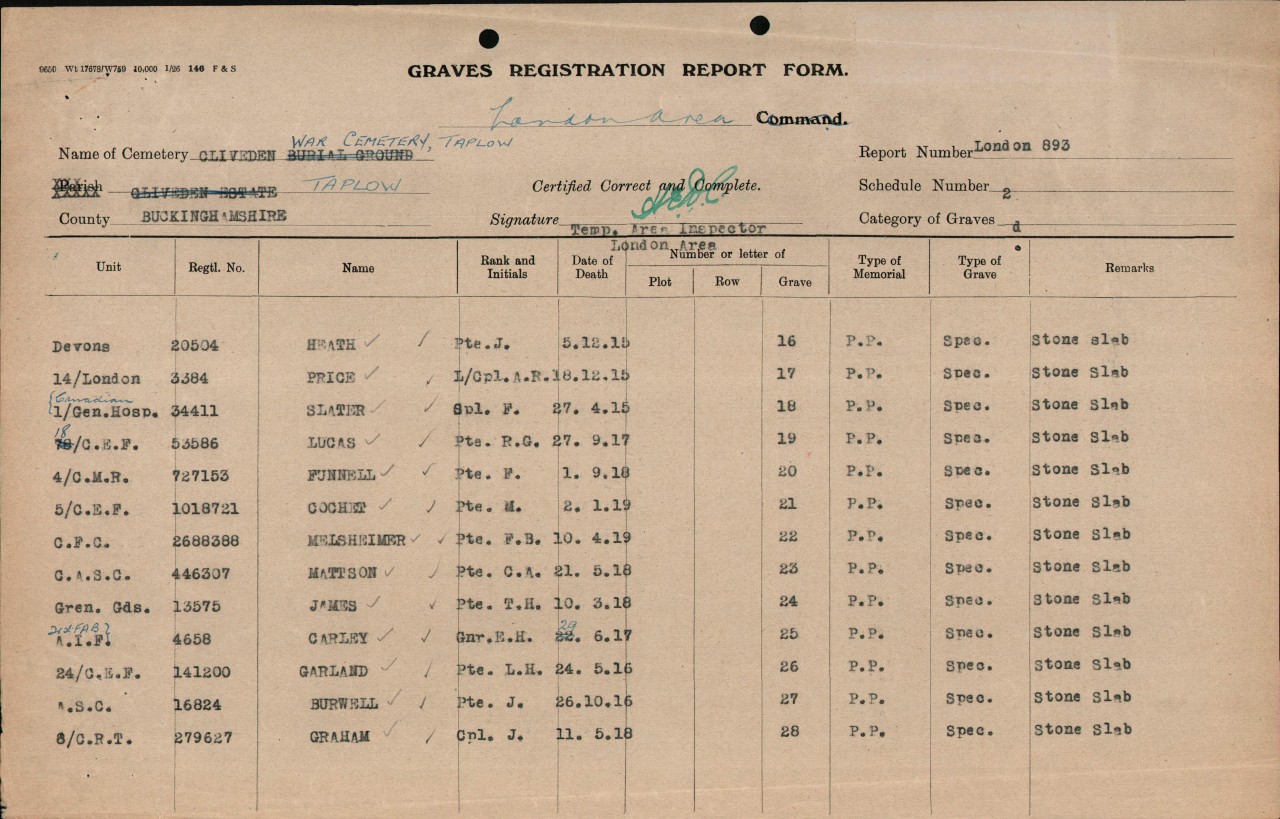 9650 Wt 17678/W759 10,000 1/26 146 F & S
GRAVES REGISTRATION REPORT FORM.
London Area Command.
WAR CEMETERY, TAPLOW
Name of Cemetery CLIVEDEN BURIAL GROUND
Report Number London 893
Parish CLIVEDEN ESTATE TAPLOW
Certified Correct and Complete.
Schedule Number 2
County BUCKINGHAMSHIRE
Signature
Temp. Area Inspector
London Area
Category of Graves d
Unit Regtl. No. Name Rank and Initials Date of Death Number or letter of Plot Row Grave Type of Memorial Type of Grave Remarks
Devons 20504 HEATH Pte.J. 5.12.15 16 P.P. Spec. Stone slab
14/London 3384 PRICE L/Cpl.A.R. 18.12.15 17 P.P. Spec. Stone Slab
Canadian
1/Gen.Hosp. 34411 SLATER Spl. F. 27. 4.15 18 P.P. Spec. Stone Slab
18
78/C.E.F. 53586 LUCAS Pte. R.G. 27. 9.17 19 P.P. Spec. Stone Slab
4/C.M.R. 727153 FUNNELL Pte. F. 1. 9.18 20 P.P. Spec. Stone Slab
5/C.E.F. 1018721 COCHET Pte. M. 2. 1.19 21 P.P. Spec. Stone Slab
C.F.C. 2688388 MELSHEIMER Pte. F.B. 10. 4.19 22 P.P. Spec. Stone Slab
C.A.S.C. 446307 MATTSON Pte. C.A. 21. 5.18 23 P.P. Spec. Stone Slab
Gren. Gds. 13575 JAMES Pte. T.H. 10. 3.18 24 P.P. Spec. Stone Slab
21st FAB 29
A.I.F. 4658 CARLEY Gnr.E.H. 22. 6.17 25 P.P. Spec. Stone Slab
24/C.E.F. 141200 GARLAND Pte. L.H. 24. 5.16 26 P.P. Spec. Stone Slab
A.S.C. 16824 BURWELL Pte. J. 26.10.16 27 P.P. Spec. Stone Slab
8/C.R.T. 279627 GRAHAM Cpl. J. 11. 5.18 28 P.P. Spec. Stone Slab